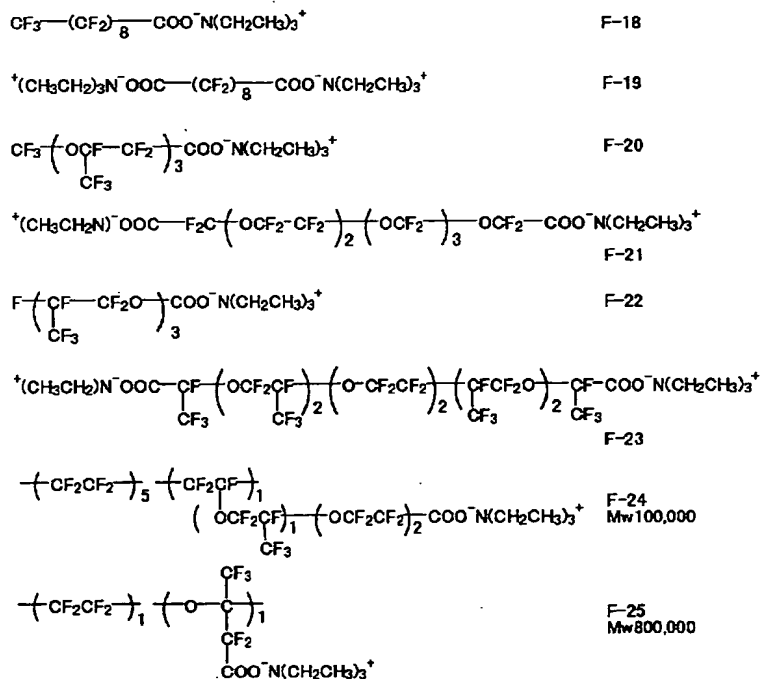 CF3—(CF2)8—COO⁻N(CH2CH3)3⁺ F-18
⁺(CH3CH2)3N⁻OOC—(CF2)8—COO⁻N(CH2CH3)3⁺ F-19
CF3—(OCF—CF2)3—COO⁻N(CH2CH3)3⁺ F-20
CF3
⁺(CH3CH2N)⁻OOC—F2C—(OCF2-CF2)2—(OCF2)3—OCF2—COO⁻N(CH2CH3)3⁺
F-21
F—(CF—CF2O)3—COO⁻N(CH2CH3)3⁺ F-22
CF3
⁺(CH3CH2)N⁻OOC—CF—(OCF2CF)2—(O-CF2CF2)2—(CFCF2O)2—CF—COO⁻N(CH2CH3)3⁺
CF3 CF3 CF3 CF3
F-23
—(CF2CF2)5—(CF2CF)1
(OCF2CF)1—(OCF2CF2)2—COO⁻N(CH2CH3)3⁺ F-24
CF3 Mw100,000
CF3
—(CF2CF2)1—(O—C)1 F-25
CF2 Mw800,000
COO⁻N(CH2CH3)3⁺